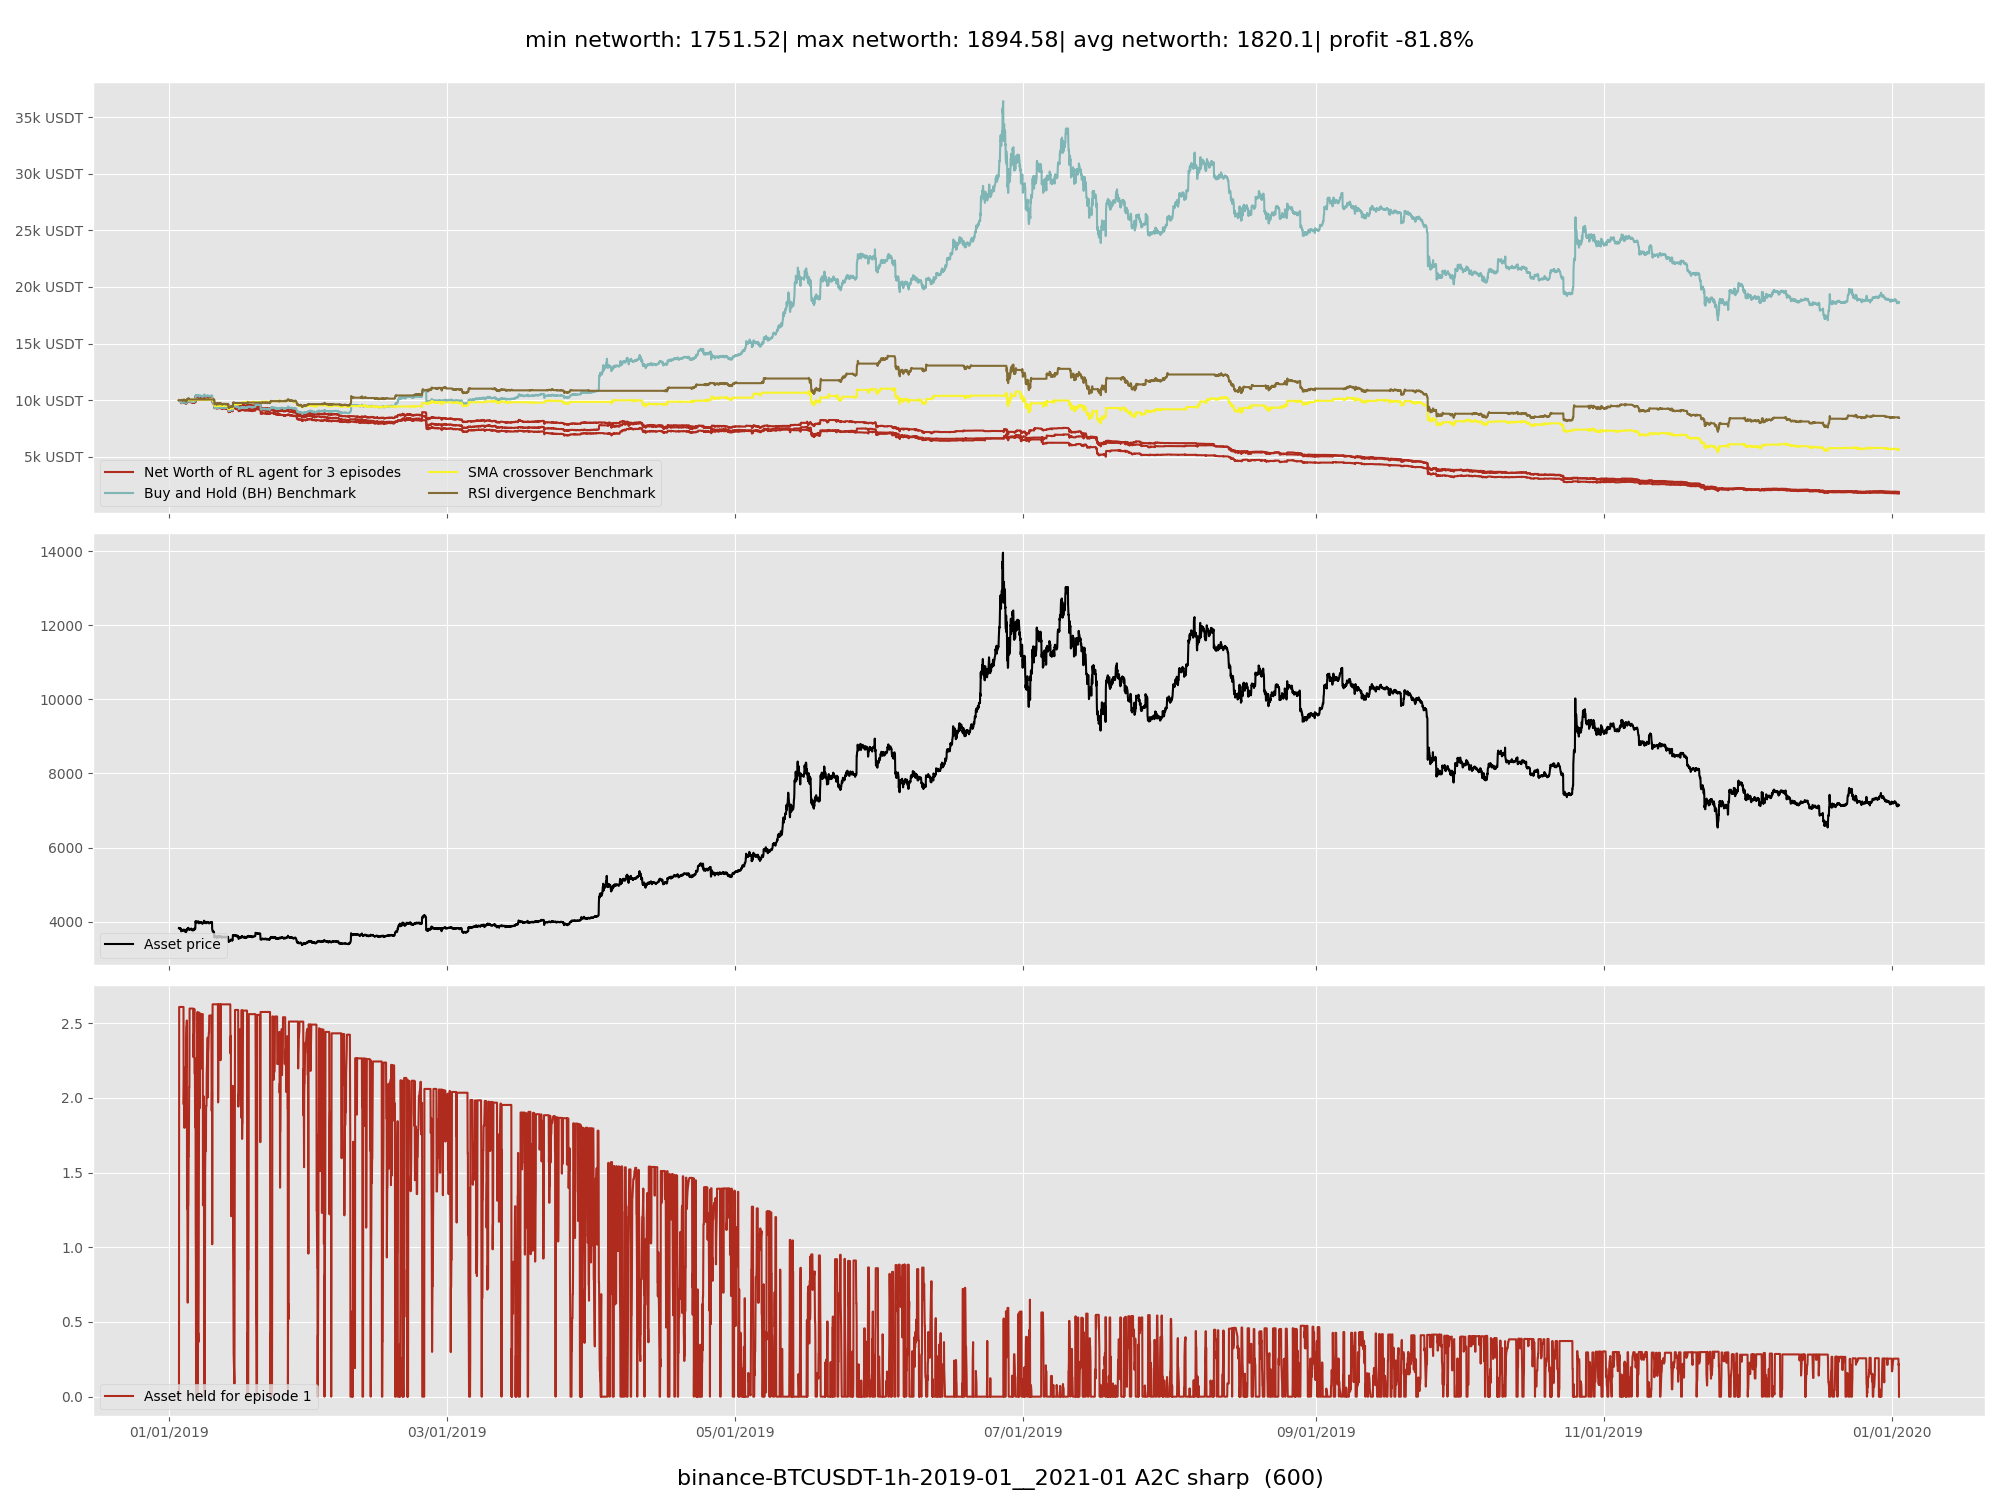 min networth: 1751.52| max networth: 1894.58| avg networth: 1820.1| profit -81.8%
35k USDT
30k USDT
25k USDT
20k USDT
15k USDT
10k USDT
5k USDT
Net Worth of RL agent for 3 episodes
Buy and Hold (BH) Benchmark
SMA crossover Benchmark
RSI divergence Benchmark
14000
12000
10000
8000
6000
4000
Asset price
2.5
2.0
1.5
1.0
0.5
0.0
Asset held for episode 1
01/01/2019 03/01/2019 05/01/2019 07/01/2019 09/01/2019 11/01/2019 01/01/2020
binance-BTCUSDT-1h-2019-01__2021-01 A2C sharp  (600)